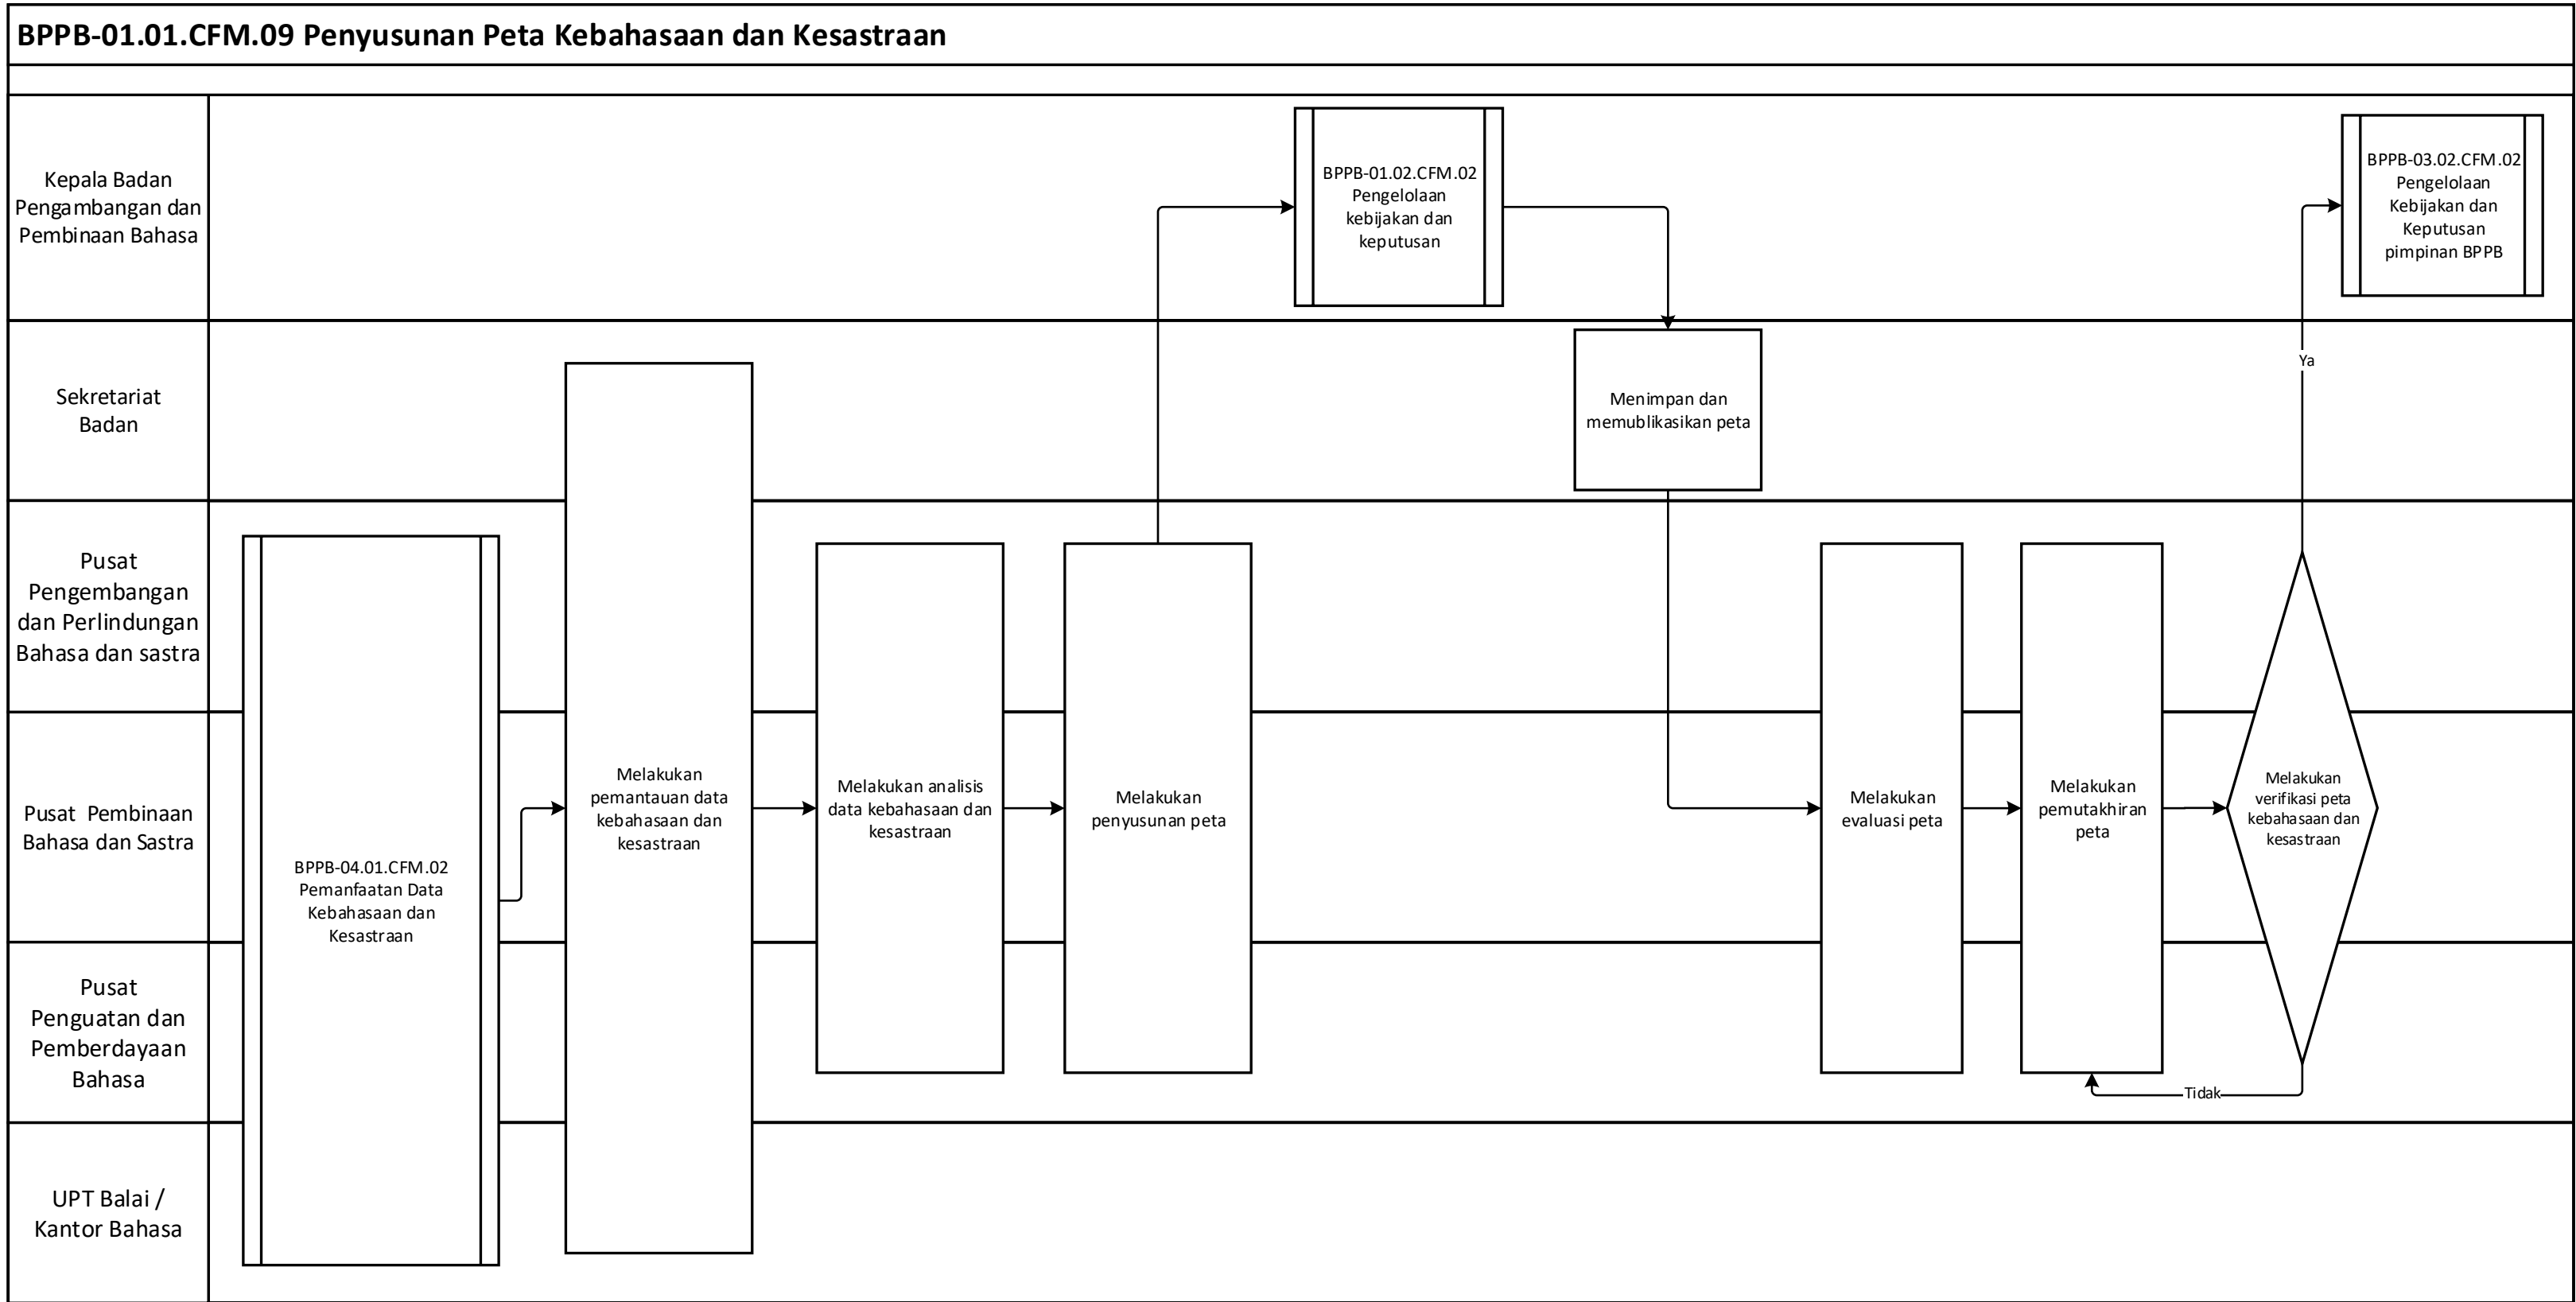 BPPB-01.01.CFM.09 Penyusunan Peta Kebahasaan dan Kesastraan
Kepala Badan
Pengambangan dan
Pembinaan Bahasa
BPPB-01.02.CFM.02
Pengelolaan
kebijakan dan
keputusan
BPPB-03.02.CFM.02
Pengelolaan
Kebijakan dan
Keputusan
pimpinan BPPB
Sekretariat
Badan
Menimpan dan
memublikasikan peta
Ya
Pusat
Pengembangan
dan Perlindungan
Bahasa dan sastra
Pusat Pembinaan
Bahasa dan Sastra
BPPB-04.01.CFM.02
Pemanfaatan Data
Kebahasaan dan
Kesastraan
Melakukan
pemantauan data
kebahasaan dan
kesastraan
Melakukan analisis
data kebahasaan dan
kesastraan
Melakukan
penyusunan peta
Melakukan
evaluasi peta
Melakukan
pemutakhiran
peta
Melakukan
verifikasi peta
kebahasaan dan
kesastraan
Pusat
Penguatan dan
Pemberdayaan
Bahasa
Tidak
UPT Balai /
Kantor Bahasa